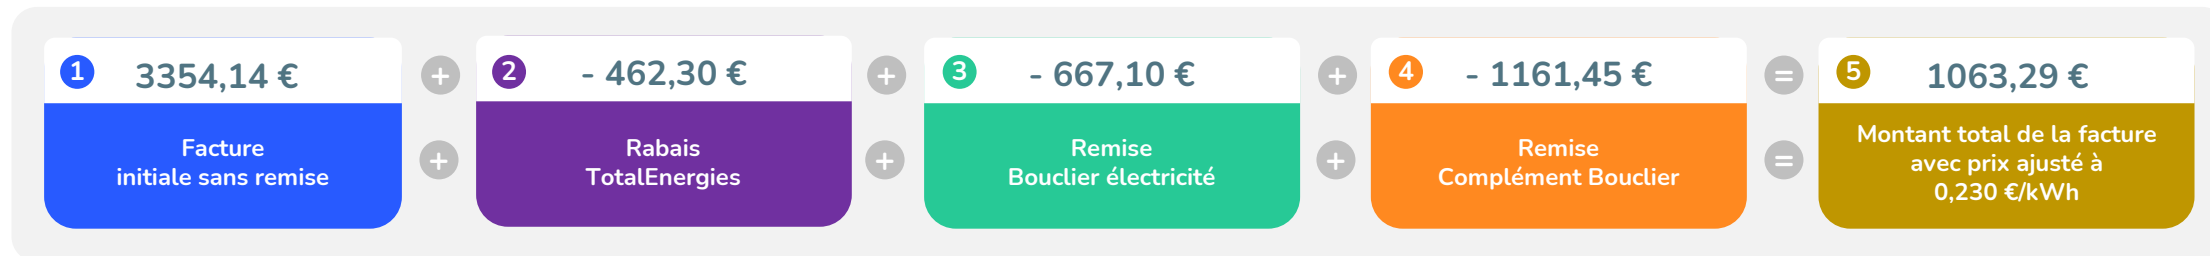 1 3354,14 €
+
2 - 462,30 €
+
3 - 667,10 €
+
4 - 1161,45 €
=
5 1063,29 €
Facture
initiale sans remise
+
Rabais
TotalEnergies
+
Remise
Bouclier électricité
+
Remise
Complément Bouclier
=
Montant total de la facture
avec prix ajusté à
0,230 €/kWh